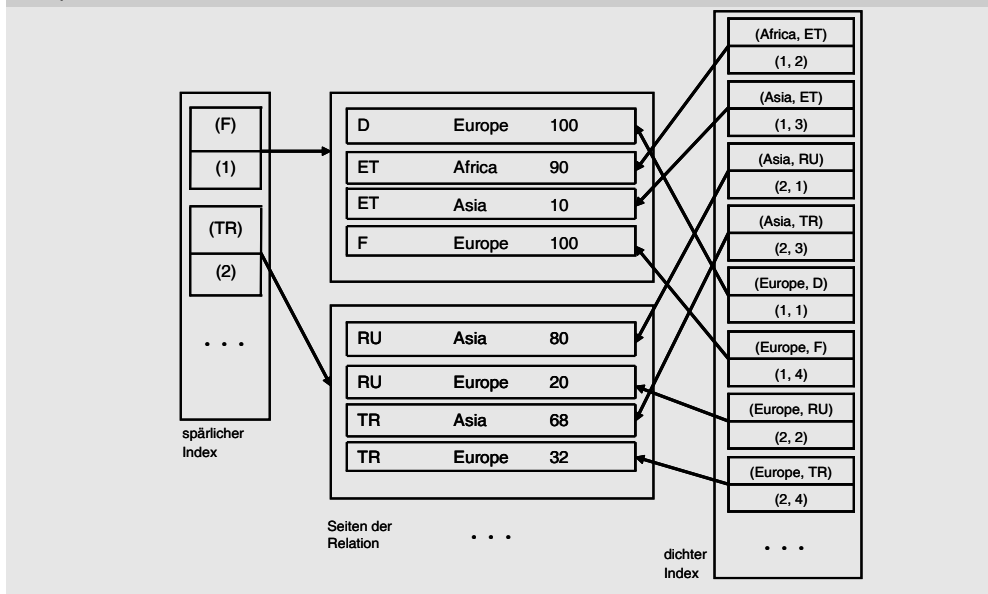 (F)
(1)
(TR)
(2)
. . .
spärlicher
Index
D Europe 100
ET Africa 90
ET Asia 10
F Europe 100
RU Asia 80
RU Europe 20
TR Asia 68
TR Europe 32
Seiten der
Relation
. . .
(Africa, ET)
(1, 2)
(Asia, ET)
(1, 3)
(Asia, RU)
(2, 1)
(Asia, TR)
(2, 3)
(Europe, D)
(1, 1)
(Europe, F)
(1, 4)
(Europe, RU)
(2, 2)
(Europe, TR)
(2, 4)
. . .
dichter
Index